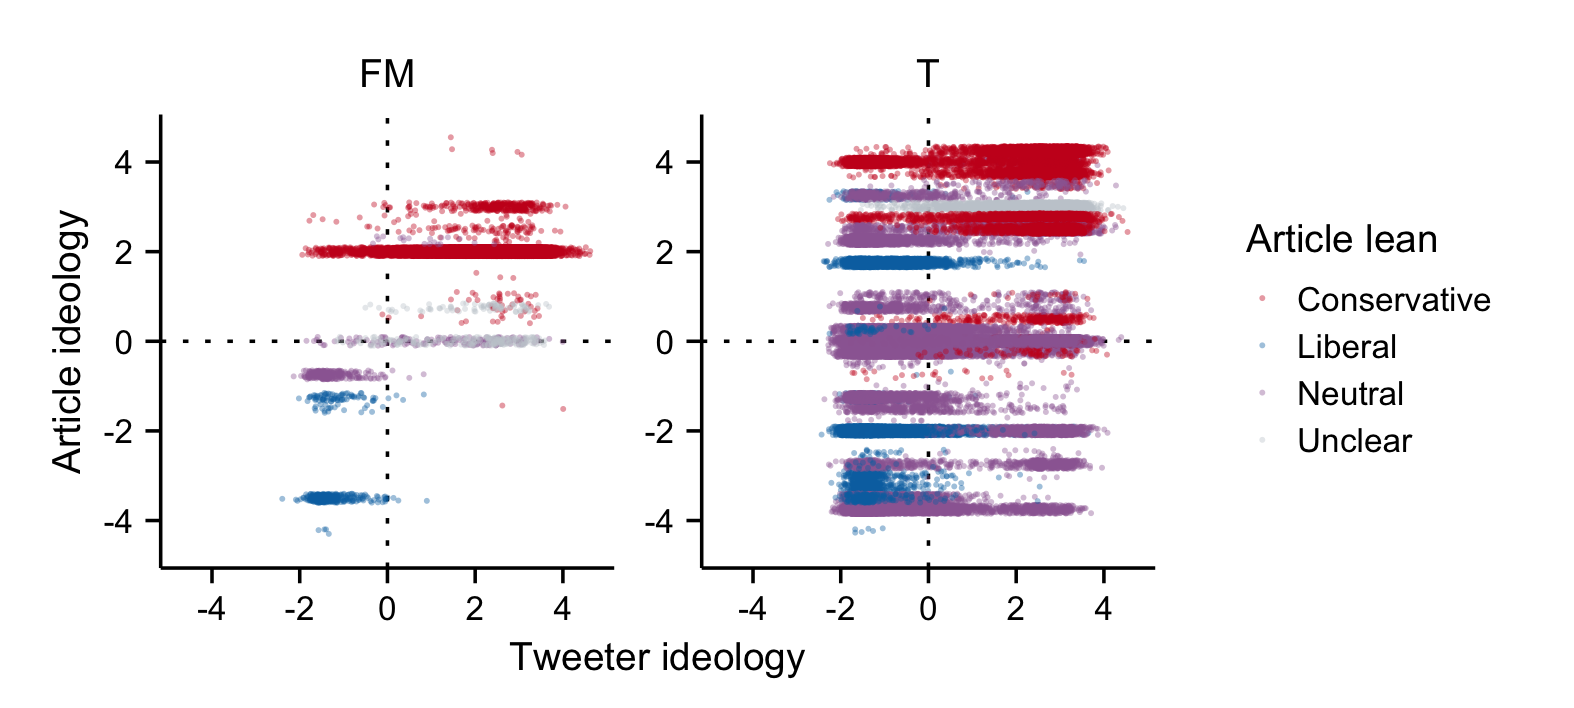 FM
T
4
2
0
-2
-4
4
2
0
-2
-4
-4 -2 0 2 4
-4 -2 0 2 4
Article ideology
Tweeter ideology
Article lean
Conservative
Liberal
Neutral
Unclear